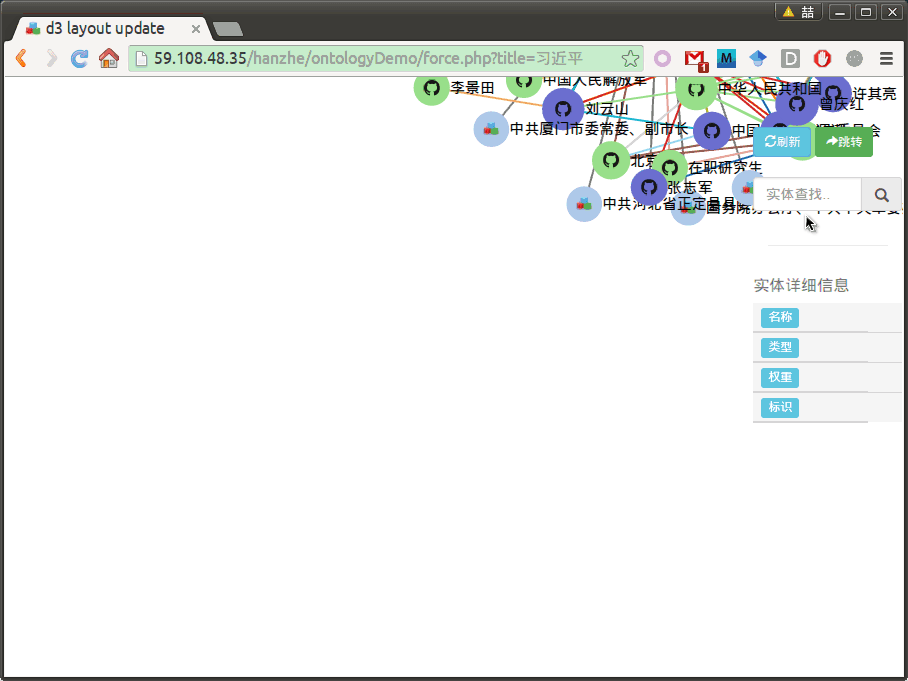 喆
d3 layout update
59.108.48.35/hanzhe/ontologyDemo/force.php?title=习近平
M
D
1
中国人民解放军
李景田
中华人民共和国
许其亮
曾庆红
刘云山
中共厦门市委常委、副市长
中国
委员会
刷新
跳转
北京
在职研究生
张志军
实体查找..
中共河北省正定县
实体详细信息
名称
类型
权重
标识